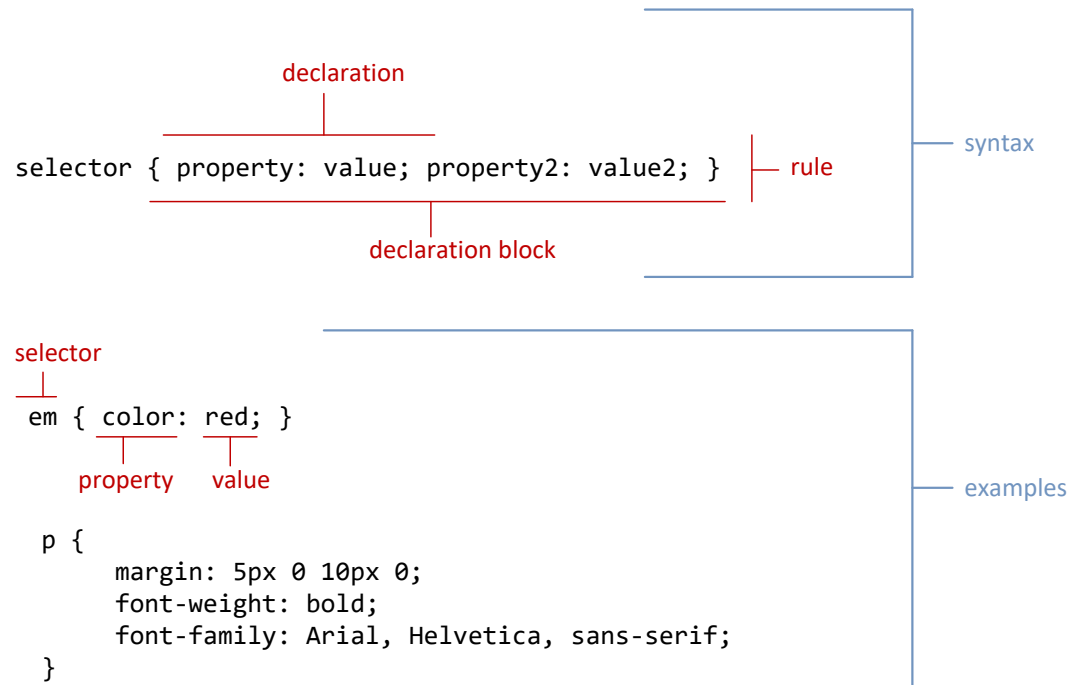 declaration
syntax
selector { property: value; property2: value2; }
rule
declaration block
selector
em { color: red; }
property value
examples
p {
margin: 5px 0 10px 0;
font-weight: bold;
font-family: Arial, Helvetica, sans-serif;
}